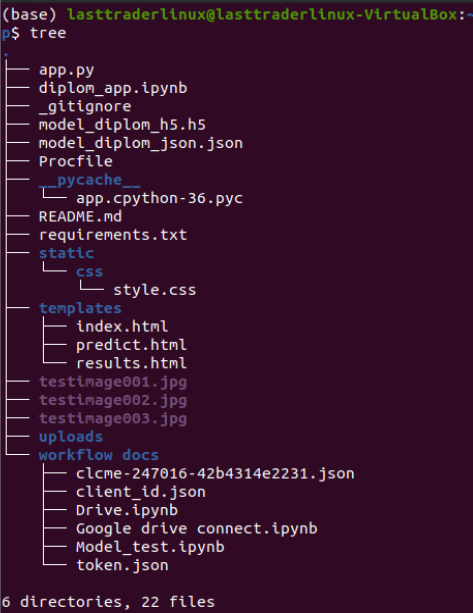 (base) lasttraderlinux@lasttraderlinux-VirtualBox:~
p$ tree
.
├── app.py
├── diplom_app.ipynb
├── _gitignore
├── model_diplom_h5.h5
├── model_diplom_json.json
├── Procfile
├── __pycache__
│   └── app.cpython-36.pyc
├── README.md
├── requirements.txt
├── static
│   └── css
│       └── style.css
├── templates
│   ├── index.html
│   ├── predict.html
│   └── results.html
├── testimage001.jpg
├── testimage002.jpg
├── testimage003.jpg
├── uploads
└── workflow docs
    ├── clcme-247016-42b4314e2231.json
    ├── client_id.json
    ├── Drive.ipynb
    ├── Google drive connect.ipynb
    ├── Model_test.ipynb
    └── token.json

6 directories, 22 files